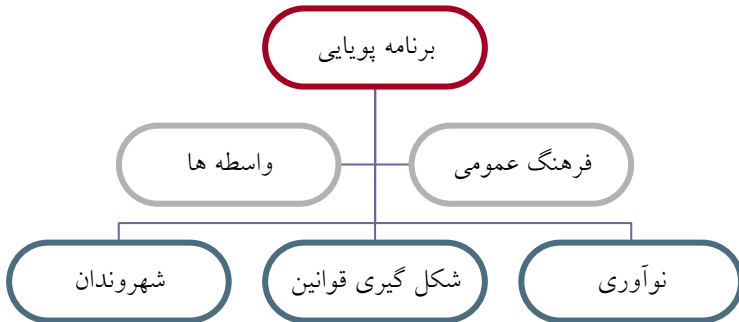 برنامه پویایی
فرهنگ عمومی
واسطه ها
نوآوری
شکل گیری قوانین
شهروندان